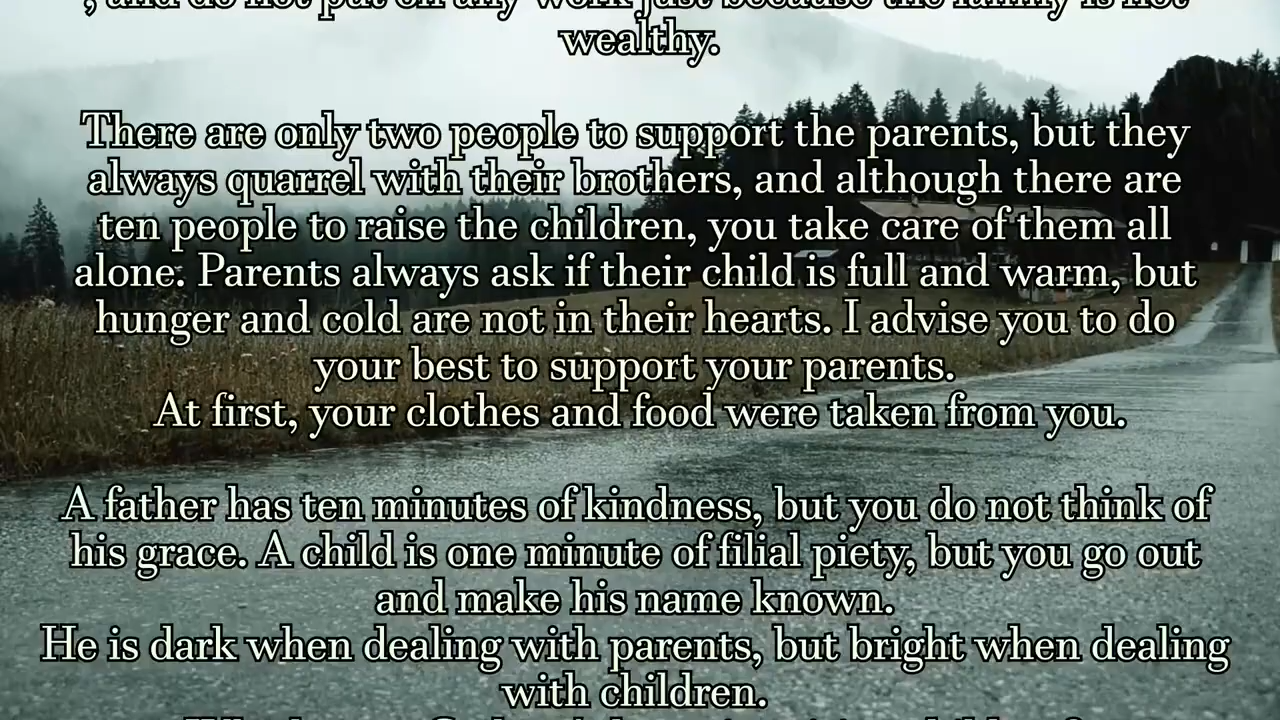 , and do not put on any work just because the family is not
wealthy.
There are only two people to support the parents, but they
always quarrel with their brothers, and although there are
ten people to raise the children, you take care of them all
alone. Parents always ask if their child is full and warm, but
hunger and cold are not in their hearts. I advise you to do
your best to support your parents.
At first, your clothes and food were taken from you.
A father has ten minutes of kindness, but you do not think of
his grace. A child is one minute of filial piety, but you go out
and make his name known.
He is dark when dealing with parents, but bright when dealing
with children.